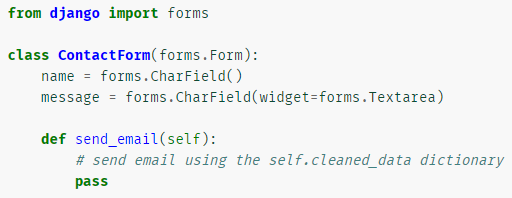 from django import forms

class ContactForm(forms.Form):
    name = forms.CharField()
    message = forms.CharField(widget=forms.Textarea)

    def send_email(self):
        # send email using the self.cleaned_data dictionary
        pass